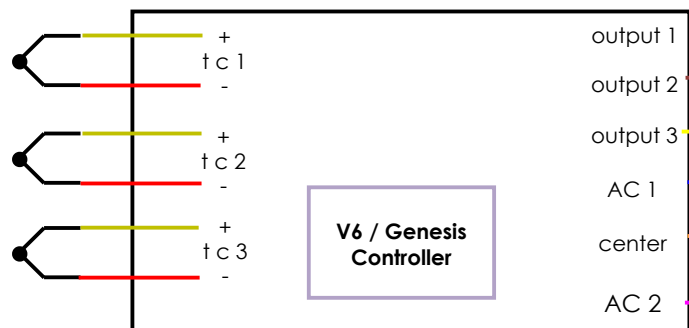 +
t c 1
-
+
t c 2
-
+
t c 3
-
V6 / Genesis
Controller
output 1
output 2
output 3
AC 1
center
AC 2